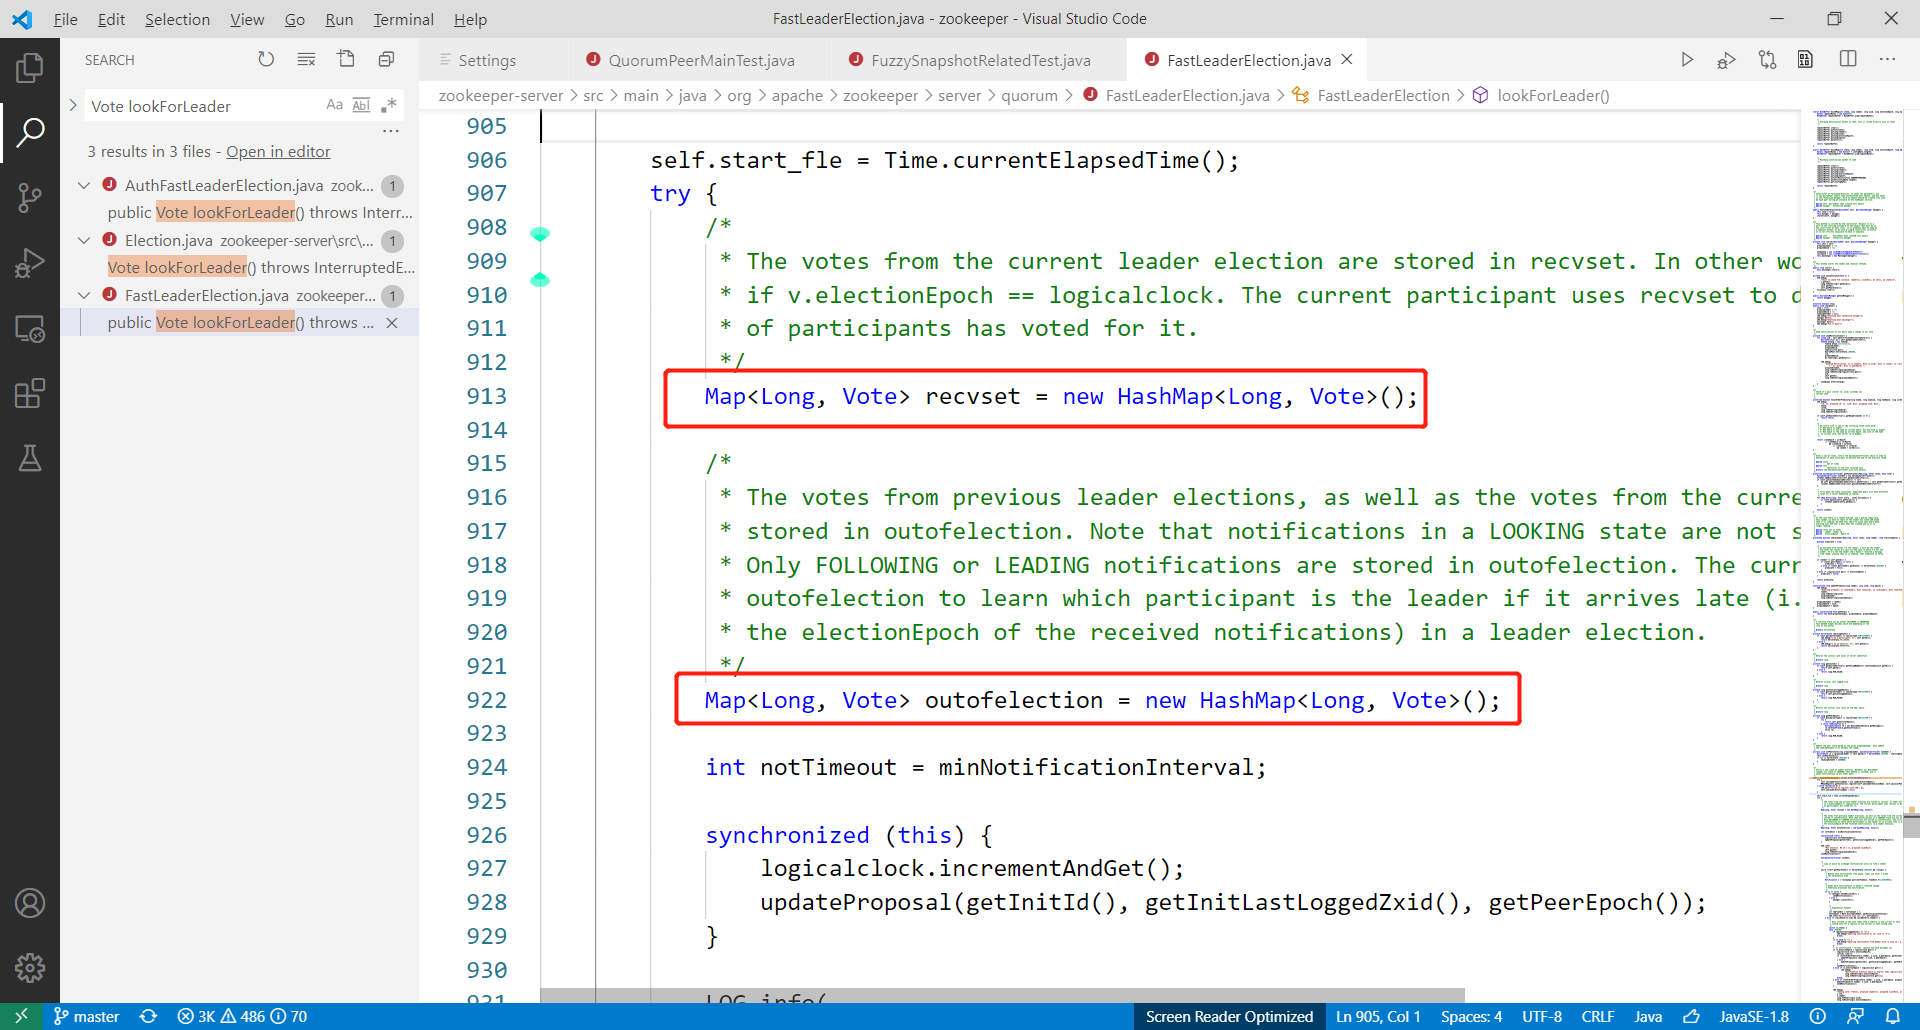 File Edit Selection View Go Run Terminal Help
FastLeaderElection.java - zookeeper - Visual Studio Code
SEARCH
Settings
QuorumPeerMainTest.java
FuzzySnapshotRelatedTest.java
FastLeaderElection.java
Vote lookForLeader
Aa Abl .*
3 results in 3 files - Open in editor
AuthFastLeaderElection.java zook... 1
public Vote lookForLeader() throws Interr...
Election.java zookeeper-server\src\... 1
Vote lookForLeader() throws InterruptedE...
FastLeaderElection.java zookeeper... 1
public Vote lookForLeader() throws ...
zookeeper-server > src > main > java > org > apache > zookeeper > server > quorum > FastLeaderElection.java > FastLeaderElection > lookForLeader()
905
906 self.start_fle = Time.currentElapsedTime();
907 try {
908 /*
909 * The votes from the current leader election are stored in recvset. In other wo
910 * if v.electionEpoch == logicalclock. The current participant uses recvset to d
911 * of participants has voted for it.
912 */
913 Map<Long, Vote> recvset = new HashMap<Long, Vote>();
914
915 /*
916 * The votes from previous leader elections, as well as the votes from the curre
917 * stored in outofelection. Note that notifications in a LOOKING state are not s
918 * Only FOLLOWING or LEADING notifications are stored in outofelection. The curr
919 * outofelection to learn which participant is the leader if it arrives late (i.
920 * the electionEpoch of the received notifications) in a leader election.
921 */
922 Map<Long, Vote> outofelection = new HashMap<Long, Vote>();
923
924 int notTimeout = minNotificationInterval;
925
926 synchronized (this) {
927 logicalclock.incrementAndGet();
928 updateProposal(getInitId(), getInitLastLoggedZxid(), getPeerEpoch());
929 }
930
931 LOG.info(
master 3K 486 70
Screen Reader Optimized Ln 905, Col 1 Spaces: 4 UTF-8 CRLF Java JavaSE-1.8